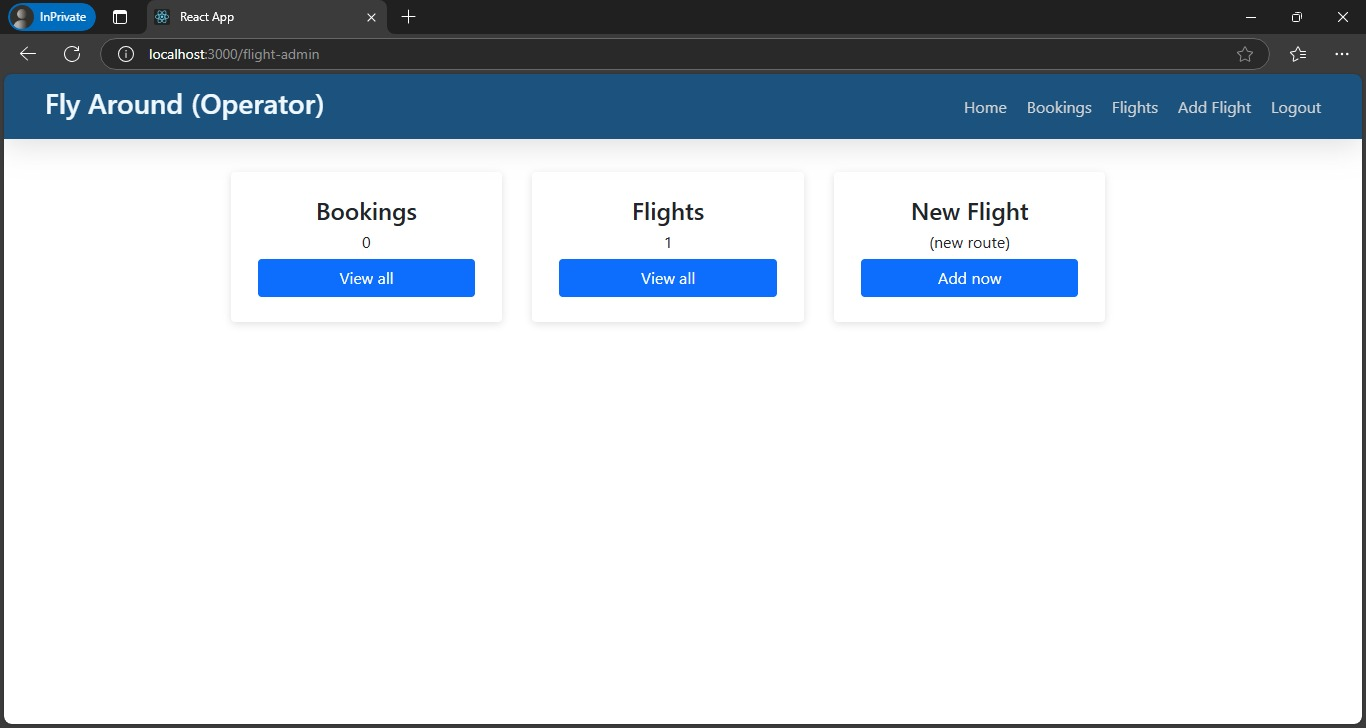 InPrivate
React App
localhost:3000/flight-admin
Fly Around (Operator)
Home Bookings Flights Add Flight Logout
Bookings
0
View all
Flights
1
View all
New Flight
(new route)
Add now